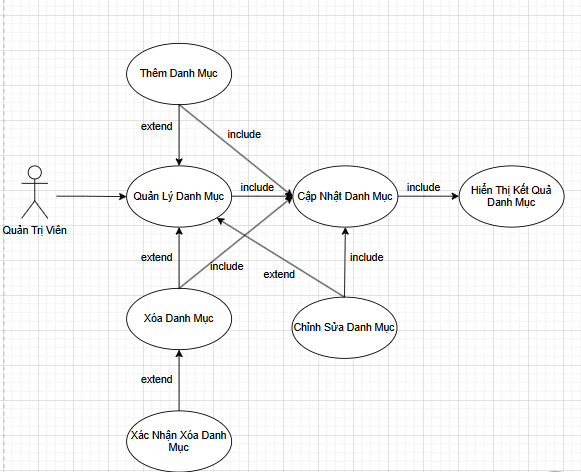 Thêm Danh Mục
extend
include
Quản Lý Danh Mục
include
Cập Nhật Danh Mục
include
Hiển Thị Kết Quả
Danh Mục
Quản Trị Viên
extend
include
extend
include
Xóa Danh Mục
Chỉnh Sửa Danh Mục
extend
Xác Nhận Xóa Danh
Mục